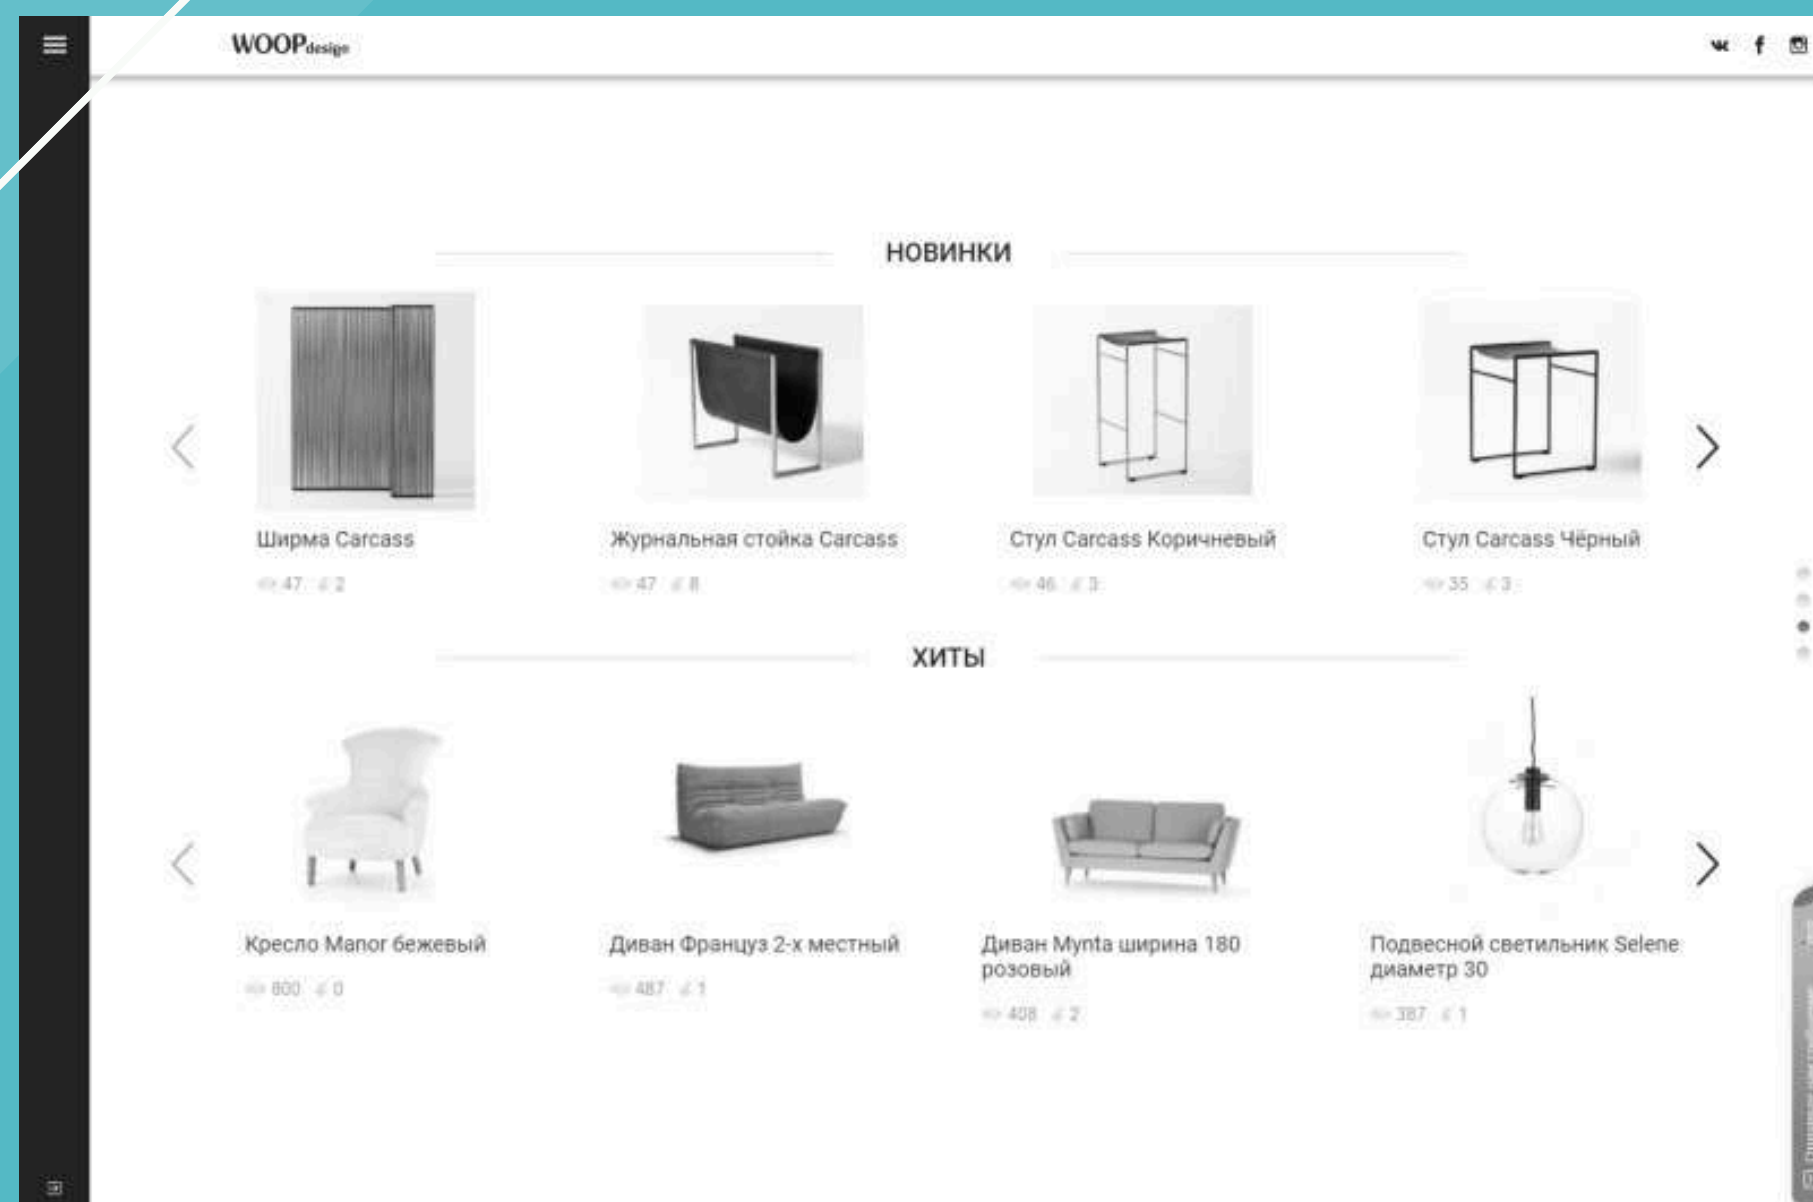 WOOPdesign
НОВИНКИ
Ширма Carcass
Журнальная стойка Carcass
Стул Carcass Коричневый
Стул Carcass Чёрный
47 2
47 8
46 3
35 3
ХИТЫ
Кресло Manor бежевый
Диван Француз 2-х местный
Диван Mynta ширина 180
розовый
Подвесной светильник Selene
диаметр 30
800 0
487 1
408 2
387 1